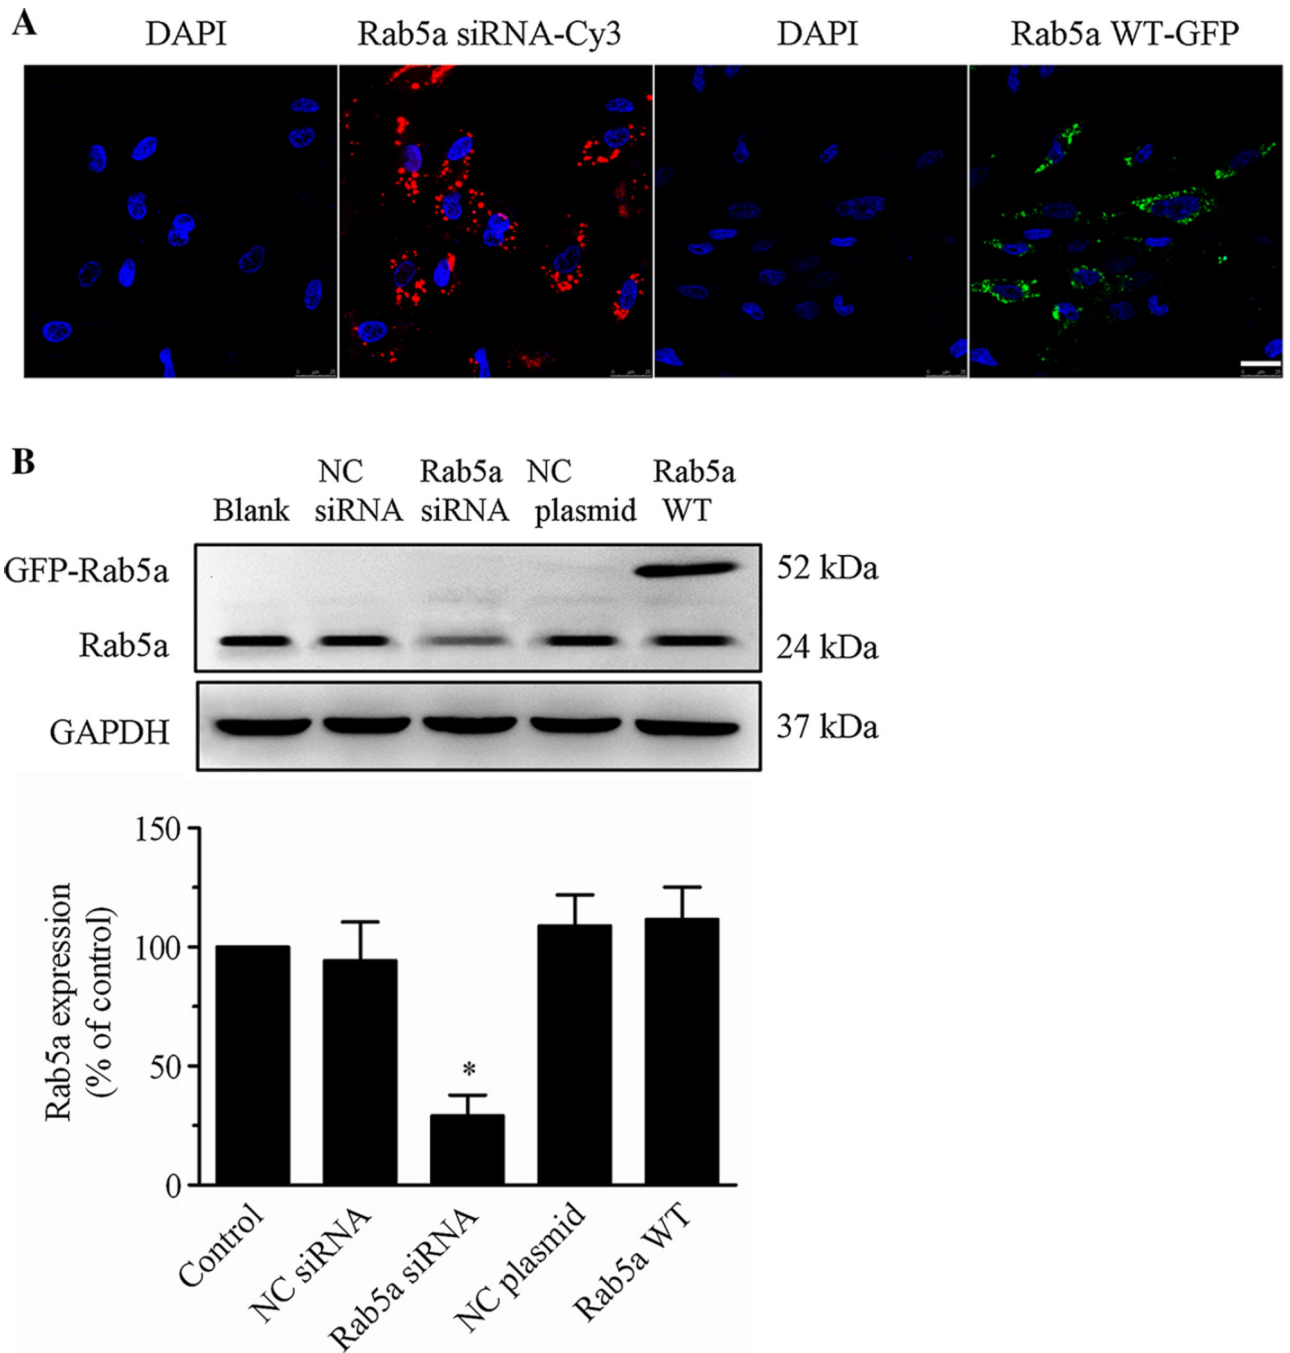 A
DAPI Rab5a siRNA-Cy3 DAPI Rab5a WT-GFP
B
NC Rab5a NC Rab5a
Blank siRNA siRNA plasmid WT
GFP-Rab5a 52 kDa
Rab5a 24 kDa
GAPDH 37 kDa
150
100
50
0
Rab5a expression
(% of control)
*
Control
NC siRNA
Rab5a siRNA
NC plasmid
Rab5a WT